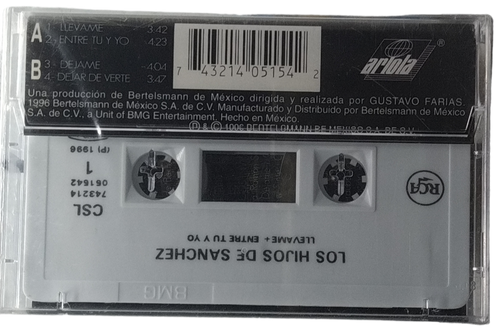 A 1.- LLEVAME 3:42
2.- ENTRE TU Y YO 4:23
B 3.- DEJAME 4:04
4.- DEJAR DE VERTE 3:47
7 43214 05154 2
ariola
®
Una producción de Bertelsmann de México dirigida y realizada por GUSTAVO FARIAS
1996 Bertelsmann de México S.A. de C.V. Manufacturado y Distribuido por Bertelsmann de México
S.A. de C.V., a Unit of BMG Entertainment. Hecho en México.
LOS HIJOS DE SANCHEZ
LLEVAME + ENTRE TU Y YO
CSL
743214
051542
1
(P) 1996
RCA
BMG